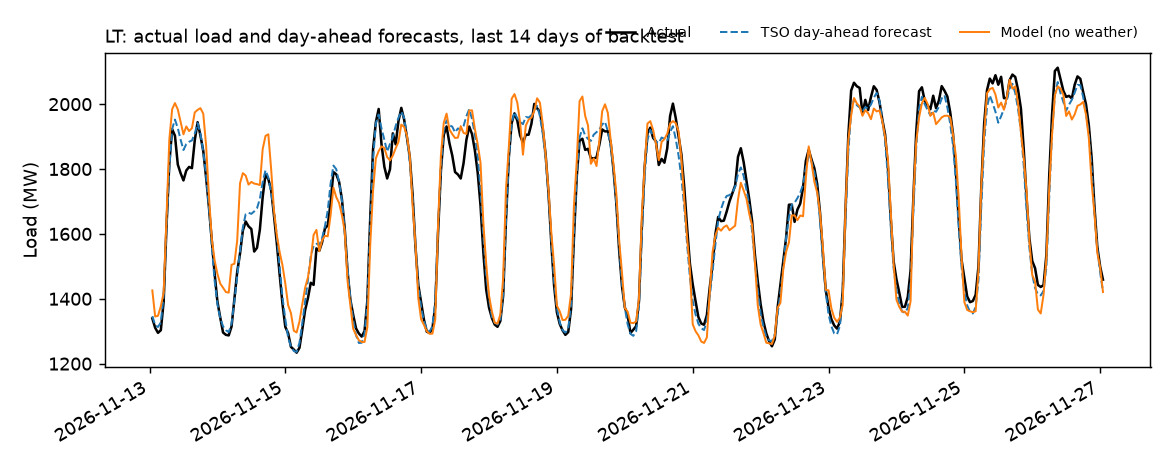 LT: actual load and day-ahead forecasts, last 14 days of backtest
Actual
TSO day-ahead forecast
Model (no weather)
Load (MW)
2000
1800
1600
1400
1200
2026-11-13
2026-11-15
2026-11-17
2026-11-19
2026-11-21
2026-11-23
2026-11-25
2026-11-27